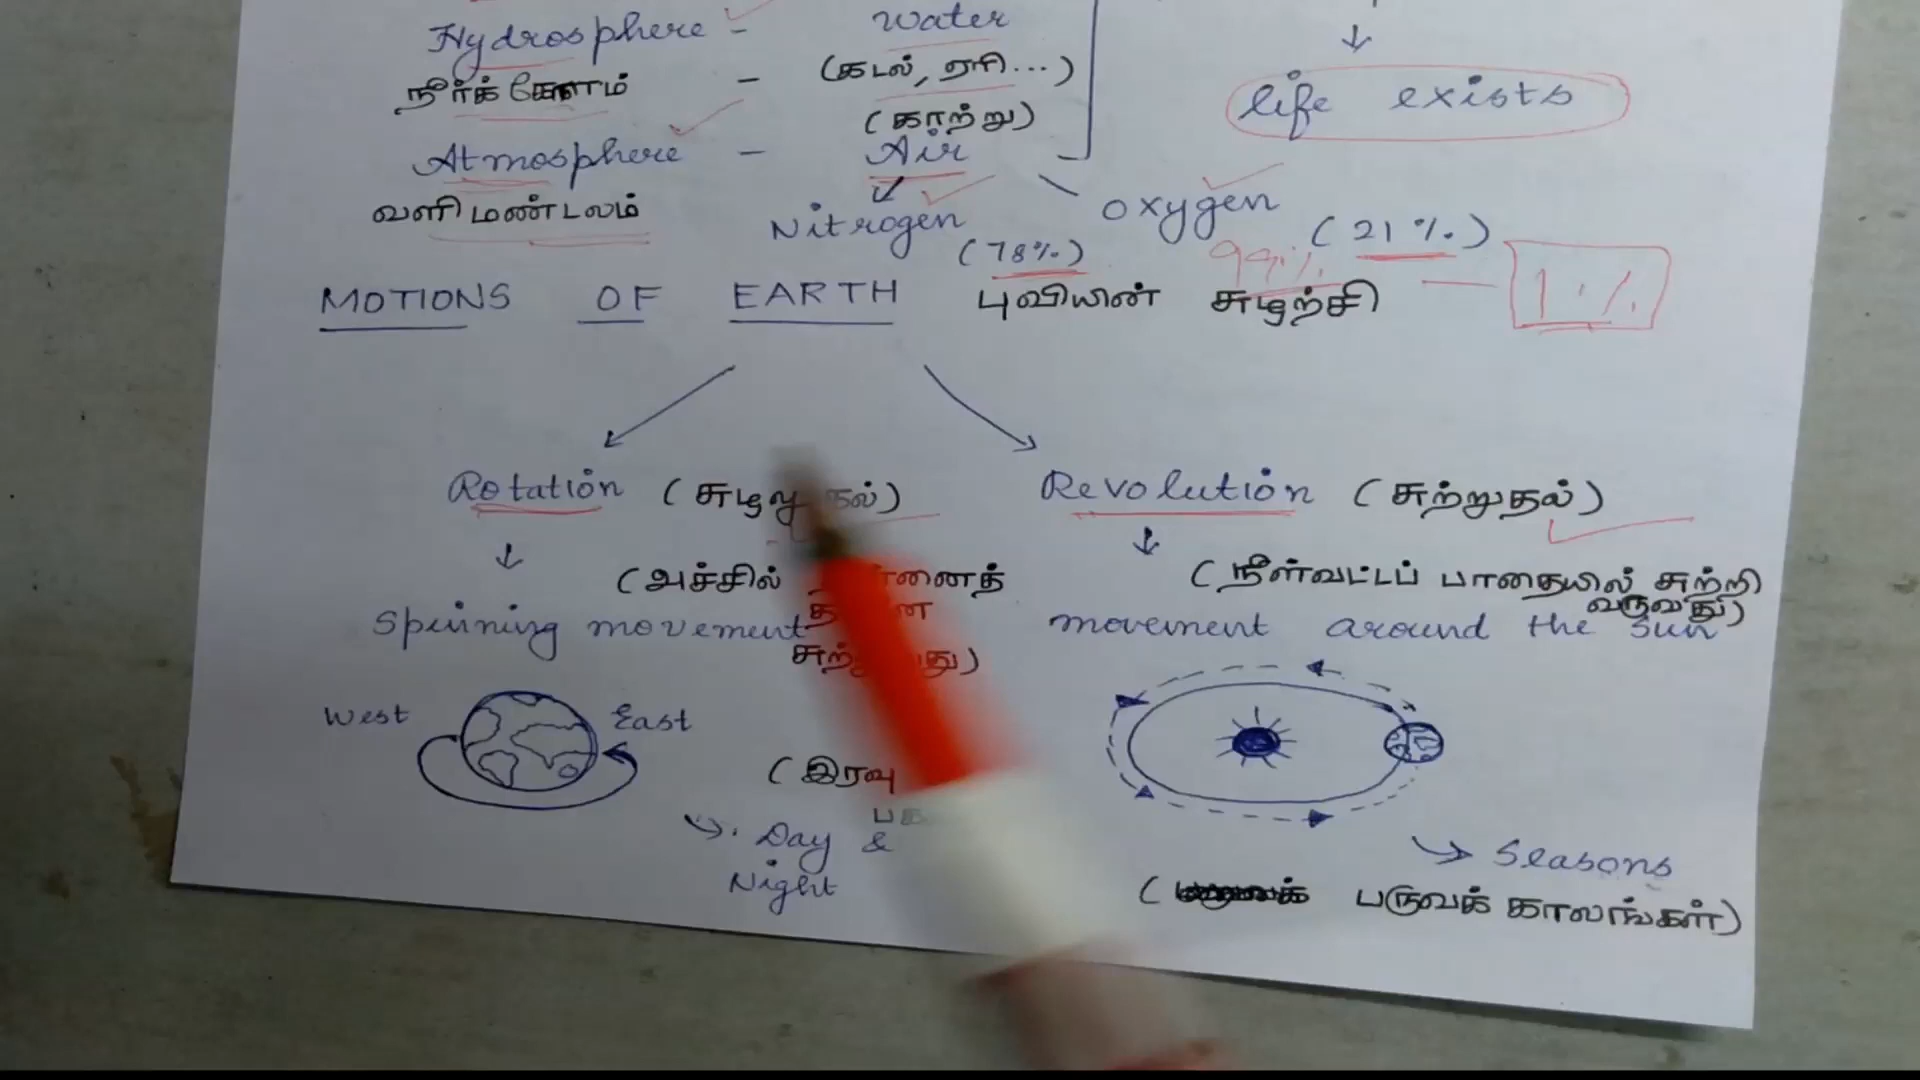 Hydrosphere - Water
நீர்க்கோளம் - (கடல், ஏரி...)
(காற்று)
Atmosphere - Air
வளி மண்டலம்
life exists
Nitrogen (78%) Oxygen (21%)
99% 1%
MOTIONS OF EARTH புவியின் சுழற்சி
Rotation (சுழலுதல்) Revolution (சுற்றுதல்)
(அச்சில் (நீள்வட்டப் பாதையில் சுற்றி
வருவது)
Spinning movement movement around the sun
West East
(இரவு
Day &
Night
Seasons
(பருவக் காலங்கள்)